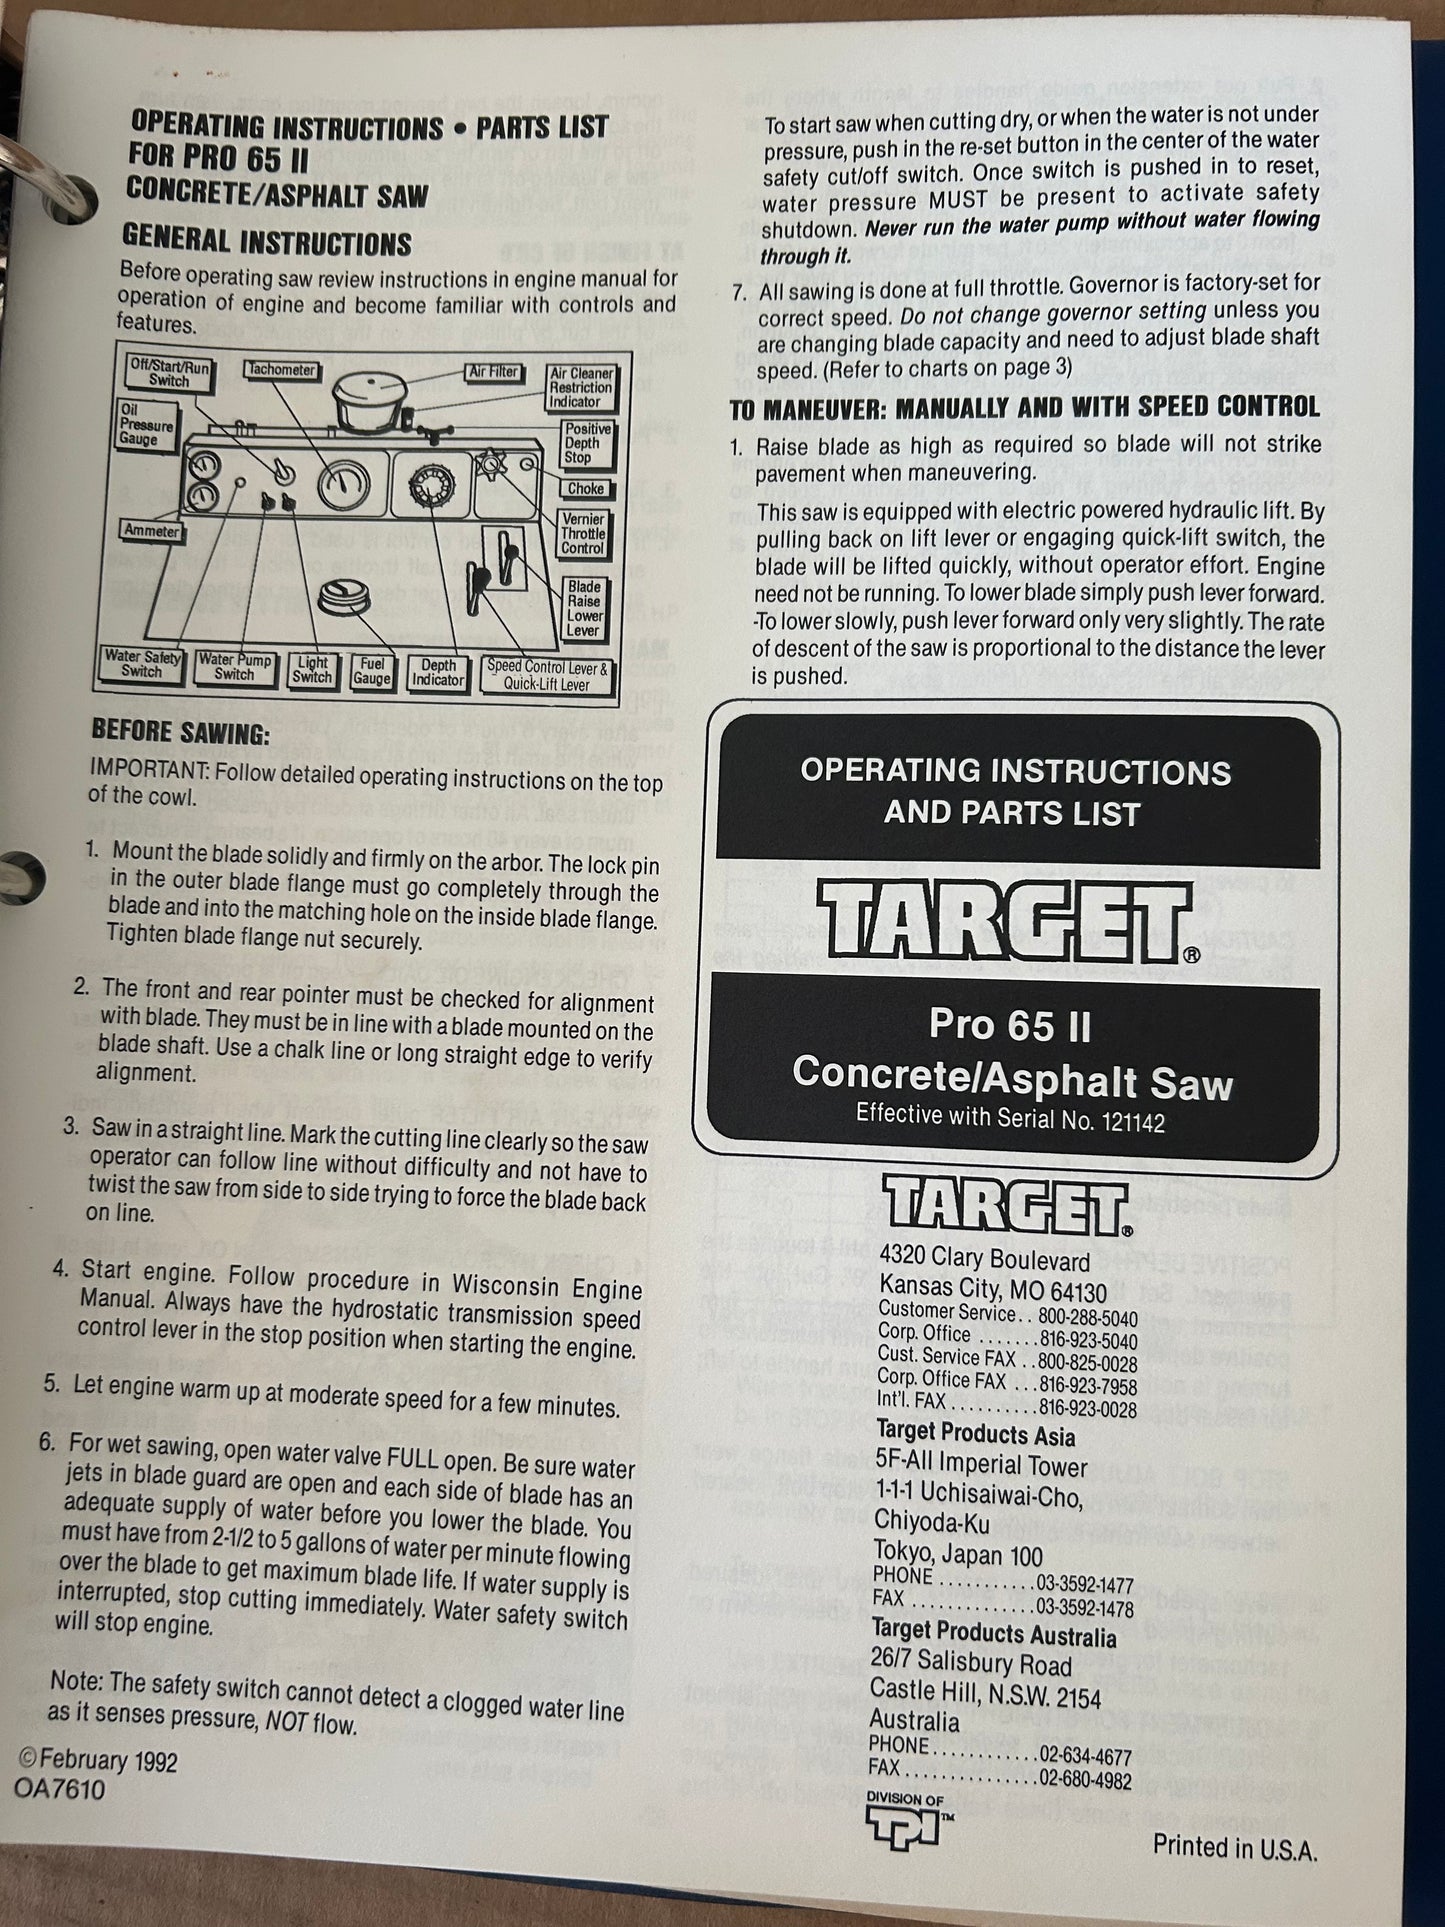 OPERATING INSTRUCTIONS • PARTS LIST
FOR PRO 65 II
CONCRETE/ASPHALT SAW
GENERAL INSTRUCTIONS
Before operating saw review instructions in engine manual for
operation of engine and become familiar with controls and
features.
Off/Start/Run
Switch
Tachometer
Air Filter
Air Cleaner
Restriction
Indicator
Oil
Pressure
Gauge
Positive
Depth
Stop
Choke
Ammeter
Vernier
Throttle
Control
Blade
Raise
Lower
Lever
Water Safety
Switch
Water Pump
Switch
Light
Switch
Fuel
Gauge
Depth
Indicator
Speed Control Lever &
Quick-Lift Lever
BEFORE SAWING:
IMPORTANT: Follow detailed operating instructions on the top
of the cowl.
1. Mount the blade solidly and firmly on the arbor. The lock pin
in the outer blade flange must go completely through the
blade and into the matching hole on the inside blade flange.
Tighten blade flange nut securely.
2. The front and rear pointer must be checked for alignment
with blade. They must be in line with a blade mounted on the
blade shaft. Use a chalk line or long straight edge to verify
alignment.
3. Saw in a straight line. Mark the cutting line clearly so the saw
operator can follow line without difficulty and not have to
twist the saw from side to side trying to force the blade back
on line.
4. Start engine. Follow procedure in Wisconsin Engine
Manual. Always have the hydrostatic transmission speed
control lever in the stop position when starting the engine.
5. Let engine warm up at moderate speed for a few minutes.
6. For wet sawing, open water valve FULL open. Be sure water
jets in blade guard are open and each side of blade has an
adequate supply of water before you lower the blade. You
must have from 2-1/2 to 5 gallons of water per minute flowing
over the blade to get maximum blade life. If water supply is
interrupted, stop cutting immediately. Water safety switch
will stop engine.
Note: The safety switch cannot detect a clogged water line
as it senses pressure, NOT flow.
©February 1992
OA7610
To start saw when cutting dry, or when the water is not under
pressure, push in the re-set button in the center of the water
safety cut/off switch. Once switch is pushed in to reset,
water pressure MUST be present to activate safety
shutdown. Never run the water pump without water flowing
through it.
7. All sawing is done at full throttle. Governor is factory-set for
correct speed. Do not change governor setting unless you
are changing blade capacity and need to adjust blade shaft
speed. (Refer to charts on page 3)
TO MANEUVER: MANUALLY AND WITH SPEED CONTROL
1. Raise blade as high as required so blade will not strike
pavement when maneuvering.
This saw is equipped with electric powered hydraulic lift. By
pulling back on lift lever or engaging quick-lift switch, the
blade will be lifted quickly, without operator effort. Engine
need not be running. To lower blade simply push lever forward.
-To lower slowly, push lever forward only very slightly. The rate
of descent of the saw is proportional to the distance the lever
is pushed.
OPERATING INSTRUCTIONS
AND PARTS LIST
TARGET®
Pro 65 II
Concrete/Asphalt Saw
Effective with Serial No. 121142
TARGET®
4320 Clary Boulevard
Kansas City, MO 64130
Customer Service . . 800-288-5040
Corp. Office . . . . . . . 816-923-5040
Cust. Service FAX . . 800-825-0028
Corp. Office FAX . . . 816-923-7958
Int'l. FAX . . . . . . . . . . 816-923-0028
Target Products Asia
5F-All Imperial Tower
1-1-1 Uchisaiwai-Cho,
Chiyoda-Ku
Tokyo, Japan 100
PHONE . . . . . . . . . . . 03-3592-1477
FAX . . . . . . . . . . . . . . 03-3592-1478
Target Products Australia
26/7 Salisbury Road
Castle Hill, N.S.W. 2154
Australia
PHONE . . . . . . . . . . . . 02-634-4677
FAX . . . . . . . . . . . . . . . 02-680-4982
DIVISION OF
TPI™
Printed in U.S.A.